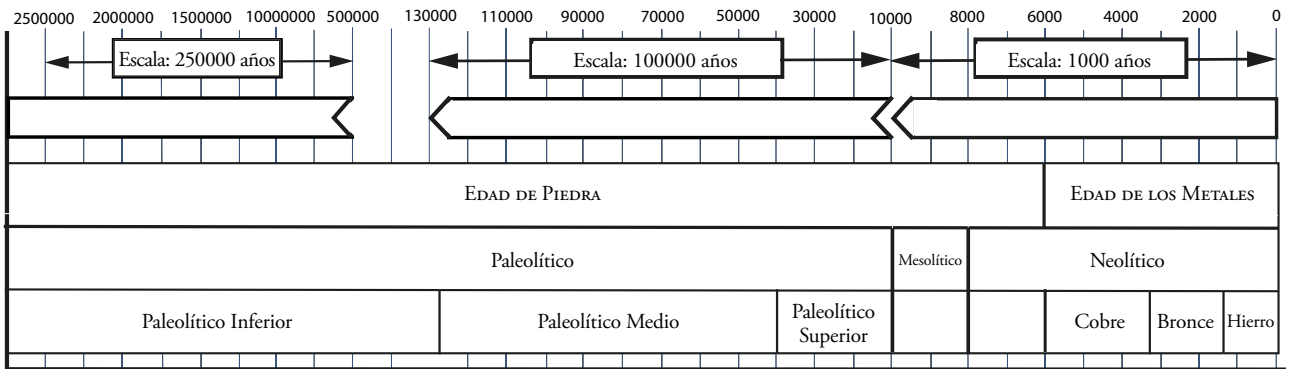 2500000 2000000 1500000 10000000 500000 130000 110000 90000 70000 50000 30000 10000 8000 6000 4000 2000 0
Escala: 250000 años Escala: 100000 años Escala: 1000 años
EDAD DE PIEDRA EDAD DE LOS METALES
Paleolítico Mesolítico Neolítico
Paleolítico Inferior Paleolítico Medio Paleolítico
Superior Cobre Bronce Hierro